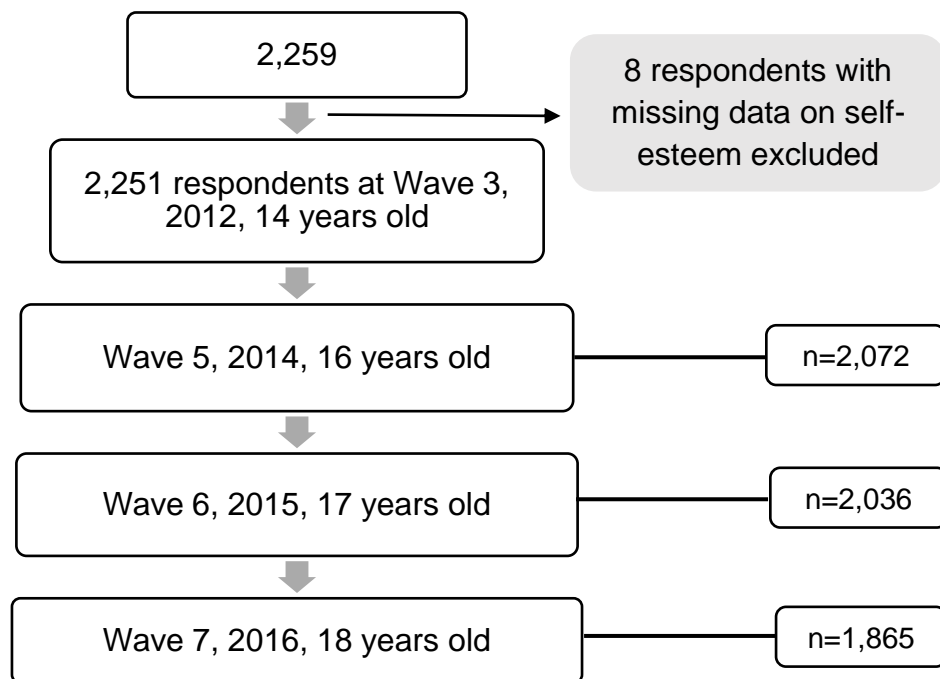 2,259
8 respondents with
missing data on self-
esteem excluded
2,251 respondents at Wave 3,
2012, 14 years old
Wave 5, 2014, 16 years old
n=2,072
Wave 6, 2015, 17 years old
n=2,036
Wave 7, 2016, 18 years old
n=1,865